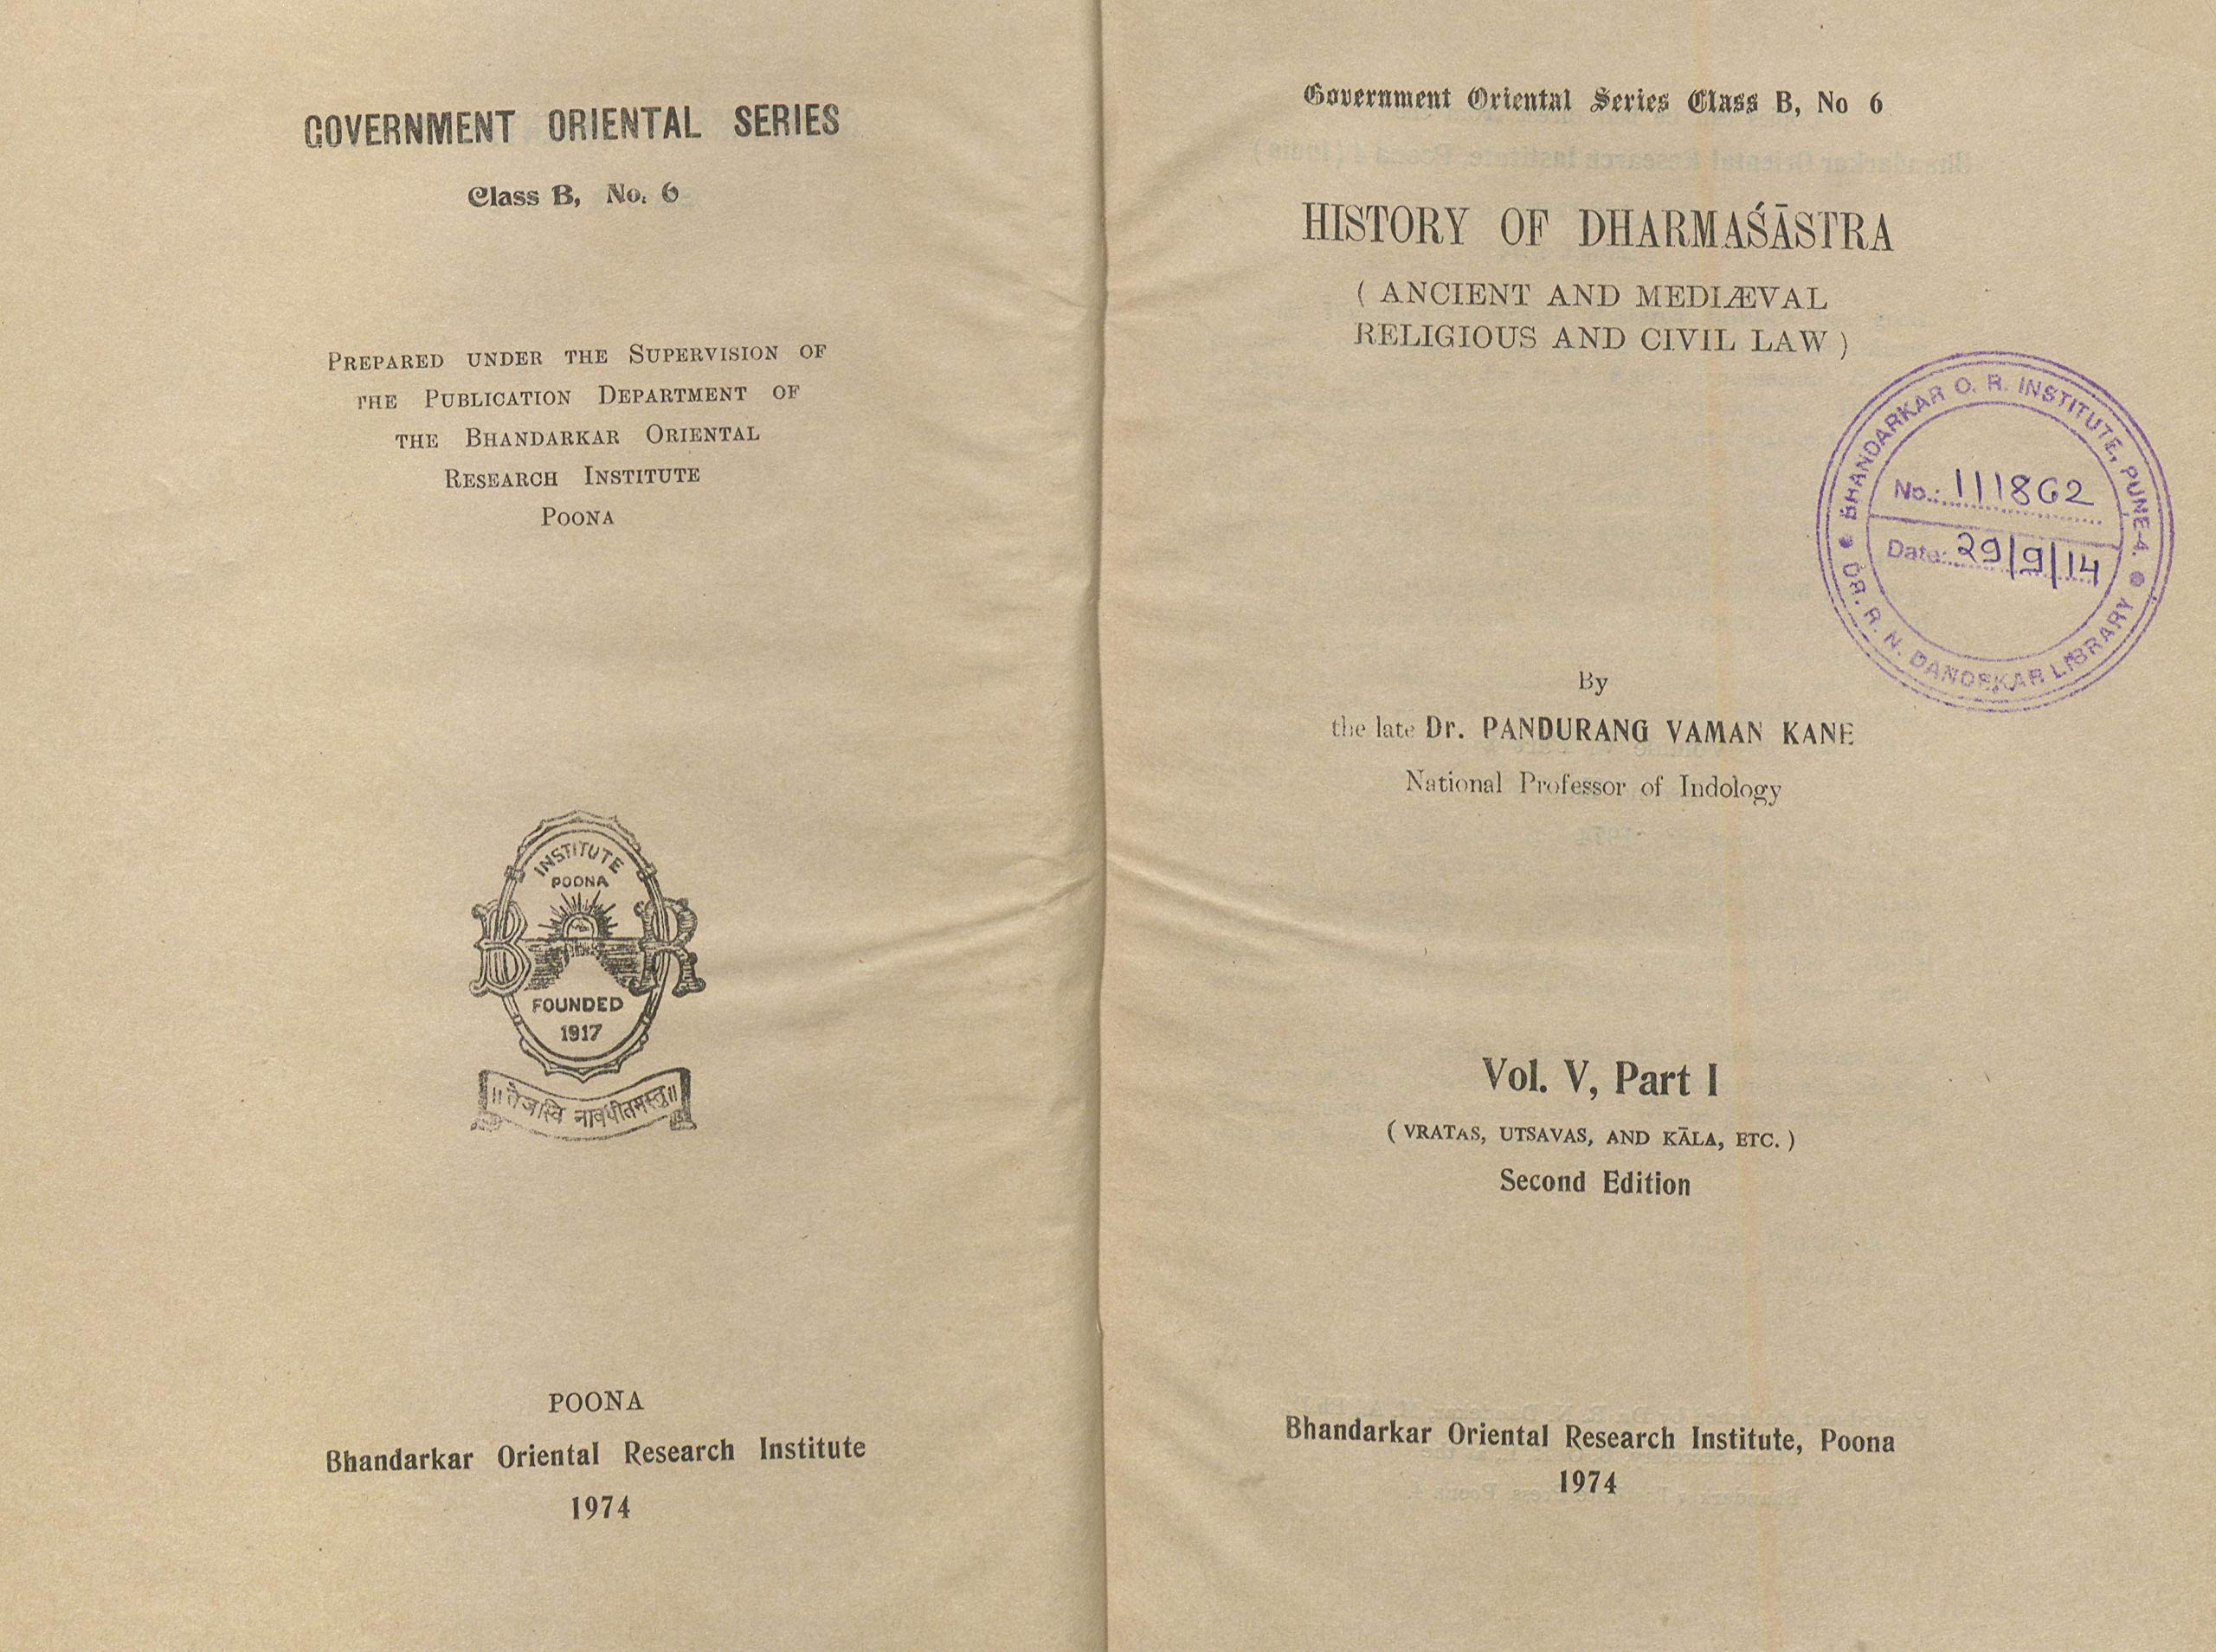 GOVERNMENT ORIENTAL SERIES
Class B, No. 6
PREPARED UNDER THE SUPERVISION OF
THE PUBLICATION DEPARTMENT OF
THE BHANDARKAR ORIENTAL
RESEARCH INSTITUTE
POONA
INSTITUTE
POONA
B R
FOUNDED
1917
॥ तेजस्वि नावधीतमस्तु ॥
POONA
Bhandarkar Oriental Research Institute
1974
Government Oriental Series Class B, No 6
HISTORY OF DHARMAŚĀSTRA
( ANCIENT AND MEDIÆVAL
RELIGIOUS AND CIVIL LAW )
BHANDARKAR O. R. INSTITUTE, PUNE-4.
No.: 111862
Date: 29/9/14
DR. R. N. DANDEKAR LIBRARY
By
the late Dr. PANDURANG VAMAN KANE
National Professor of Indology
Vol. V, Part I
( VRATAS, UTSAVAS, AND KĀLA, ETC. )
Second Edition
Bhandarkar Oriental Research Institute, Poona
1974